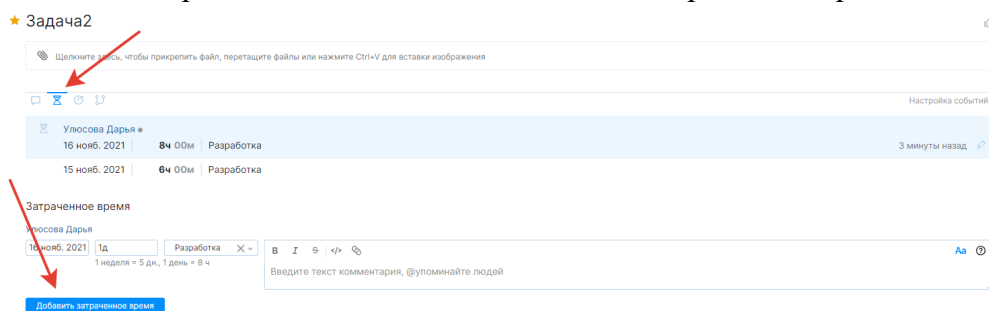 Задача2
Щелкните здесь, чтобы прикрепить файл, перетащите файлы или нажмите Ctrl+V для вставки изображения
Настройка событий
Улюсова Дарья
16 нояб. 2021 8ч 00м Разработка 3 минуты назад
15 нояб. 2021 6ч 00м Разработка
Затраченное время
Улюсова Дарья
16 нояб. 2021 1д Разработка B I S </> Aa
1 неделя = 5 дн., 1 день = 8 ч
Введите текст комментария, @упоминайте людей
Добавить затраченное время